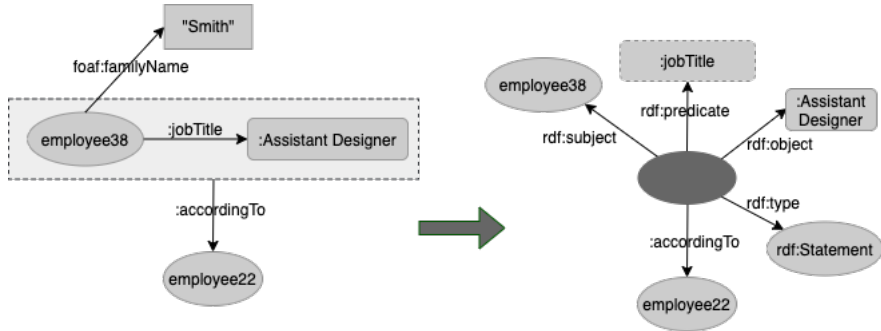 "Smith"
foaf:familyName
employee38
:jobTitle
:Assistant Designer
:accordingTo
employee22
:jobTitle
employee38
rdf:predicate
:Assistant
Designer
rdf:subject
rdf:object
rdf:type
:accordingTo
rdf:Statement
employee22